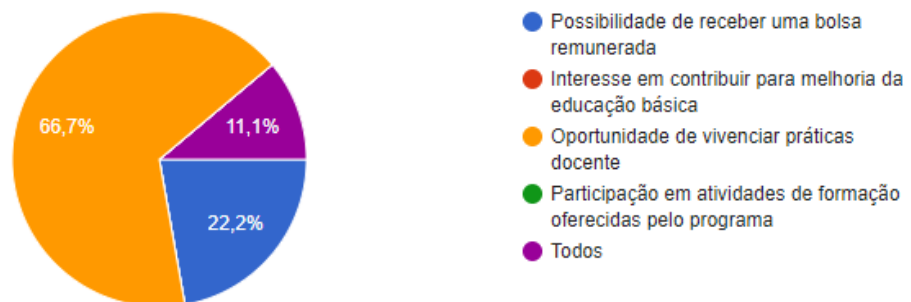 66,7%
11,1%
22,2%
Possibilidade de receber uma bolsa
remunerada
Interesse em contribuir para melhoria da
educação básica
Oportunidade de vivenciar práticas
docente
Participação em atividades de formação
oferecidas pelo programa
Todos